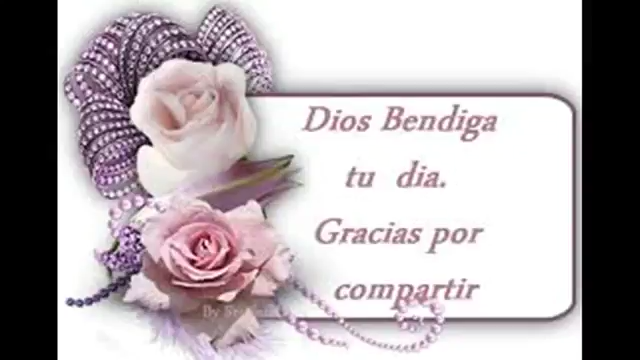 Dios Bendiga
tu dia.
Gracias por
compartir